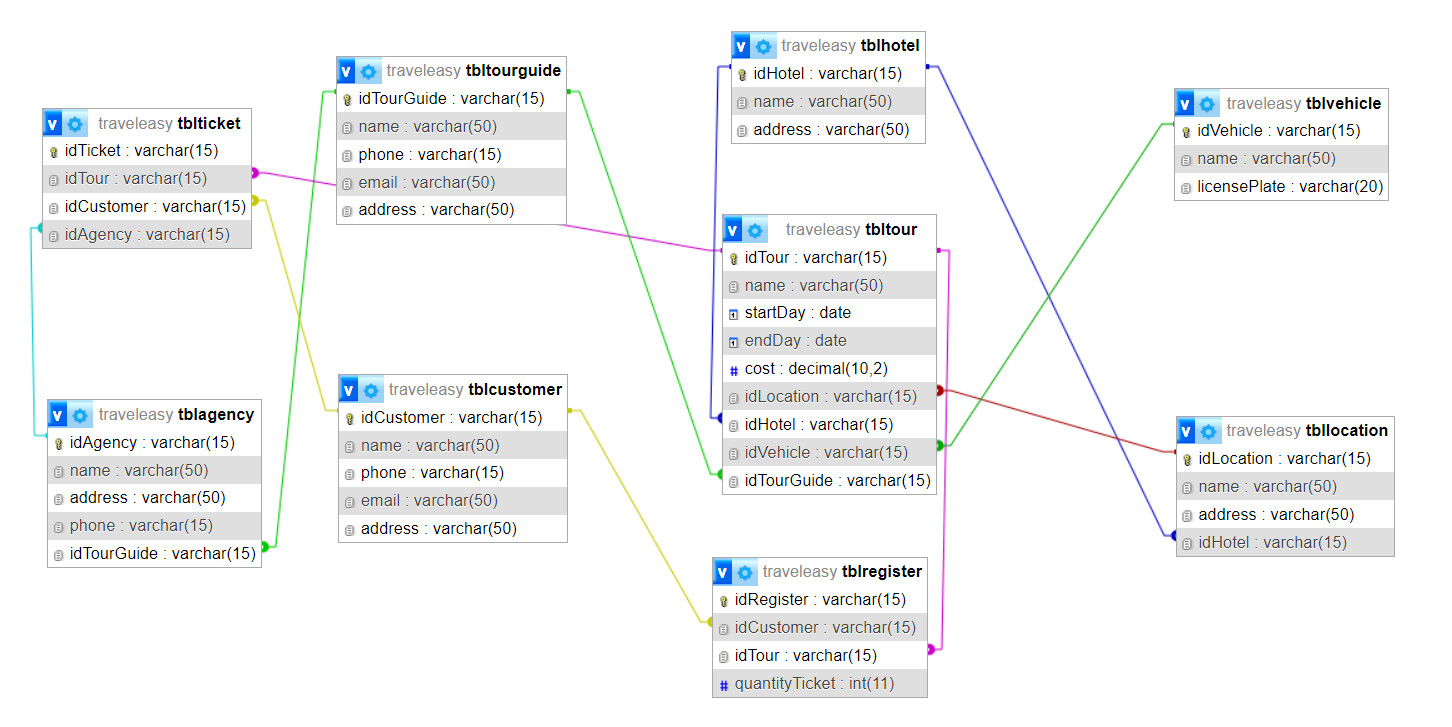 v traveleasy tblticket
idTicket : varchar(15)
idTour : varchar(15)
idCustomer : varchar(15)
idAgency : varchar(15)
v traveleasy tbltourguide
idTourGuide : varchar(15)
name : varchar(50)
phone : varchar(15)
email : varchar(50)
address : varchar(50)
v traveleasy tblhotel
idHotel : varchar(15)
name : varchar(50)
address : varchar(50)
v traveleasy tblvehicle
idVehicle : varchar(15)
name : varchar(50)
licensePlate : varchar(20)
v traveleasy tbltour
idTour : varchar(15)
name : varchar(50)
startDay : date
endDay : date
# cost : decimal(10,2)
idLocation : varchar(15)
idHotel : varchar(15)
idVehicle : varchar(15)
idTourGuide : varchar(15)
v traveleasy tblagency
idAgency : varchar(15)
name : varchar(50)
address : varchar(50)
phone : varchar(15)
idTourGuide : varchar(15)
v traveleasy tblcustomer
idCustomer : varchar(15)
name : varchar(50)
phone : varchar(15)
email : varchar(50)
address : varchar(50)
v traveleasy tbllocation
idLocation : varchar(15)
name : varchar(50)
address : varchar(50)
idHotel : varchar(15)
v traveleasy tblregister
idRegister : varchar(15)
idCustomer : varchar(15)
idTour : varchar(15)
# quantityTicket : int(11)